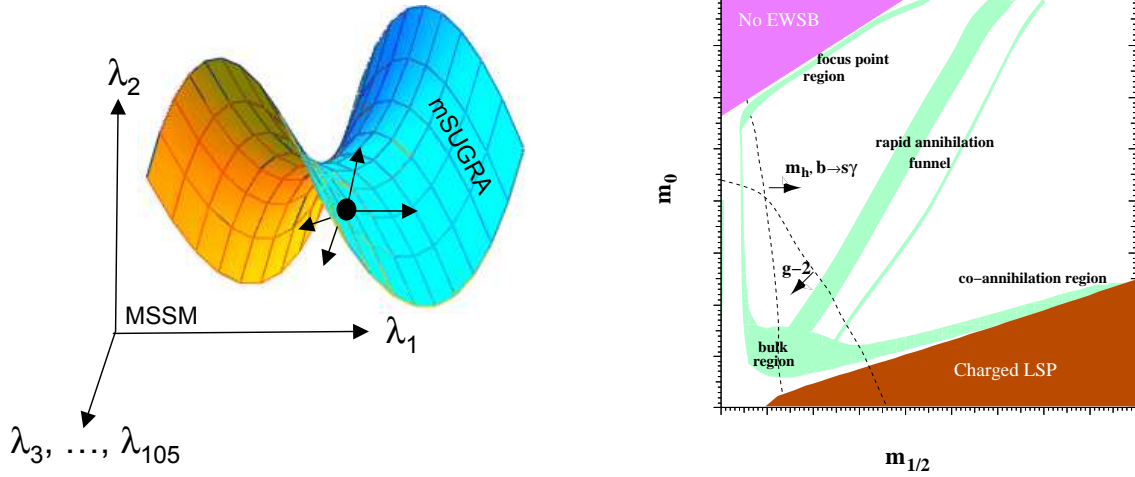 λ2
mSUGRA
MSSM
λ1
λ3, …, λ105
No EWSB
focus point
region
rapid annihilation
funnel
mh, b→sγ
m0
g−2
co−annihilation region
bulk
region
Charged LSP
m1/2